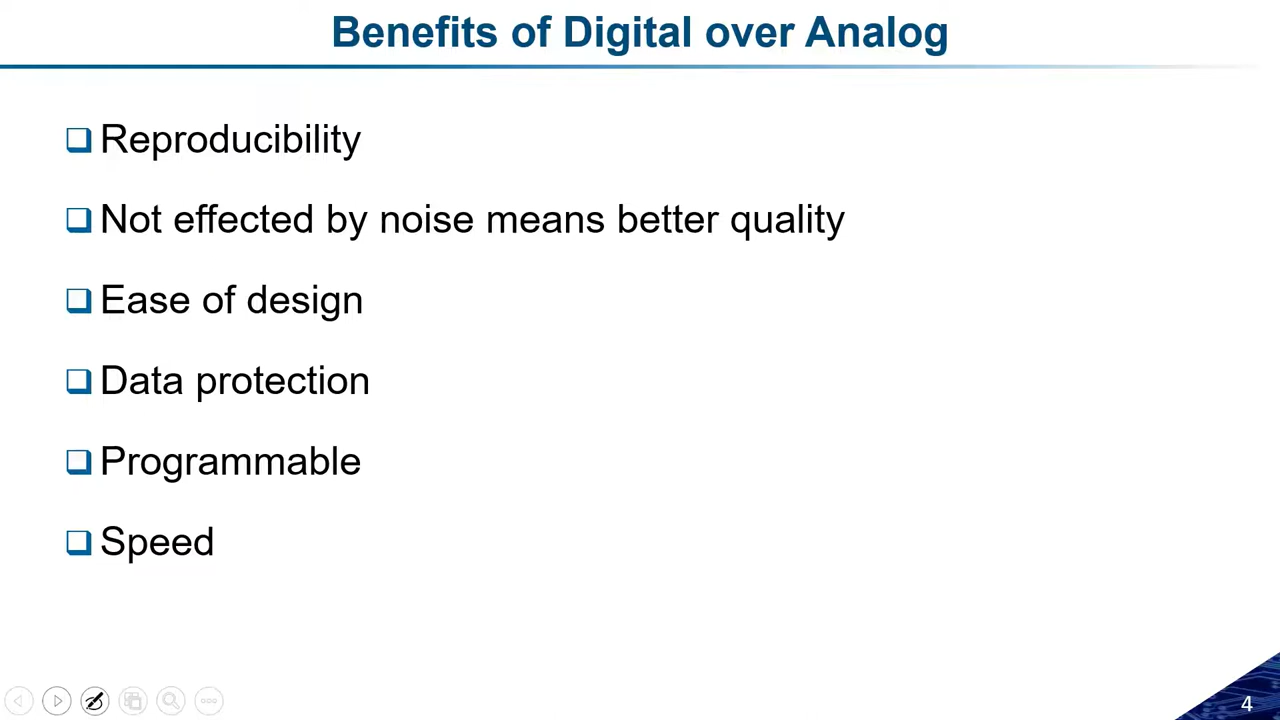 Benefits of Digital over Analog
Reproducibility
Not effected by noise means better quality
Ease of design
Data protection
Programmable
Speed
4